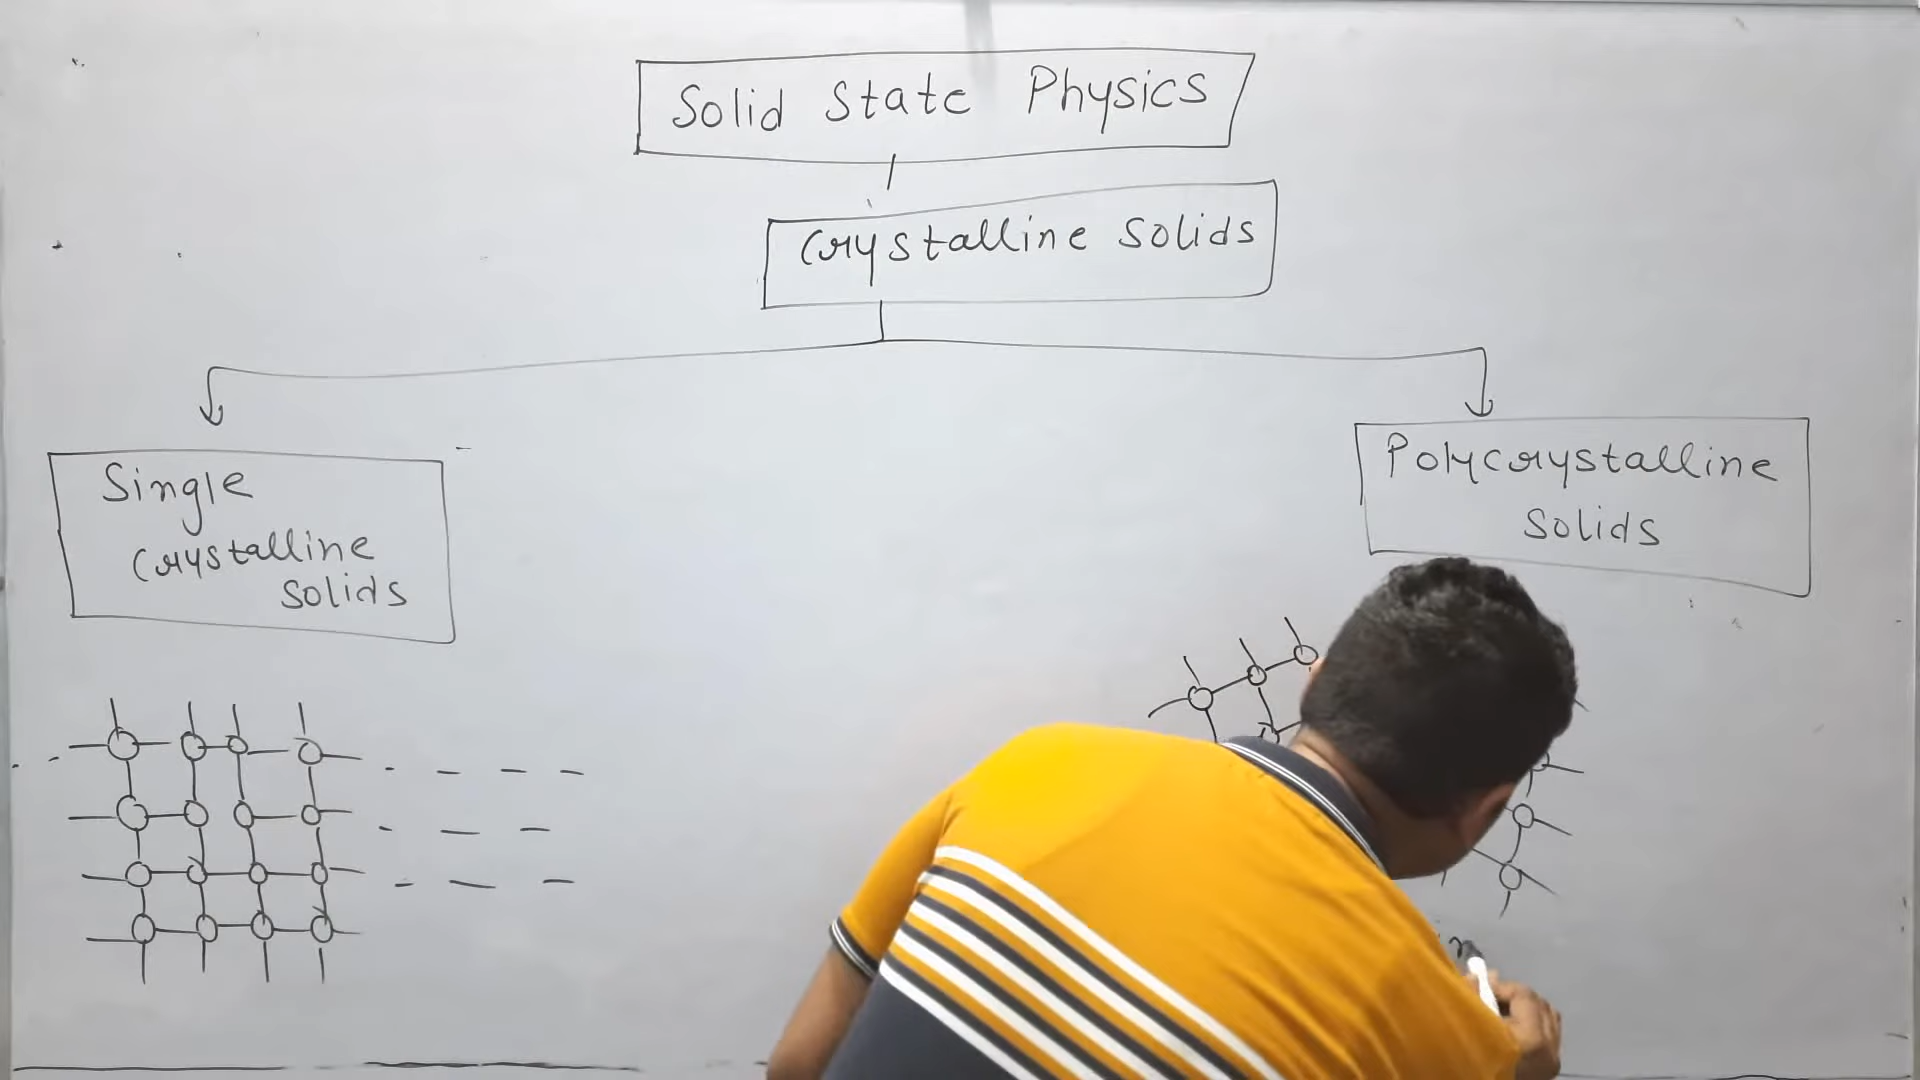 Solid State Physics
Crystalline Solids
Single
Crystalline
Solids
Polycrystalline
Solids